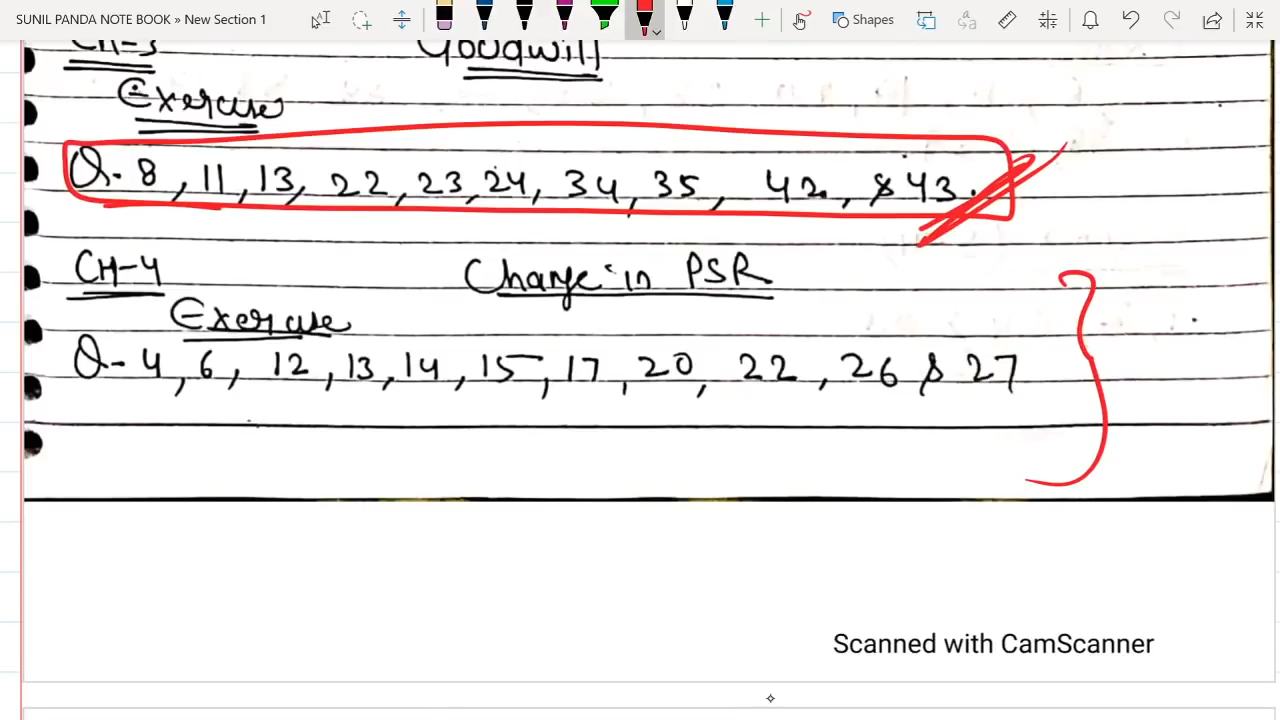 SUNIL PANDA NOTE BOOK » New Section 1
Shapes
CH-3 Goodwill
Exercise
Q. 8, 11, 13, 22, 23, 24, 34, 35, 42, & 43.
CH-4 Change in PSR
Exercise
Q- 4, 6, 12, 13, 14, 15, 17, 20, 22, 26 & 27
Scanned with CamScanner